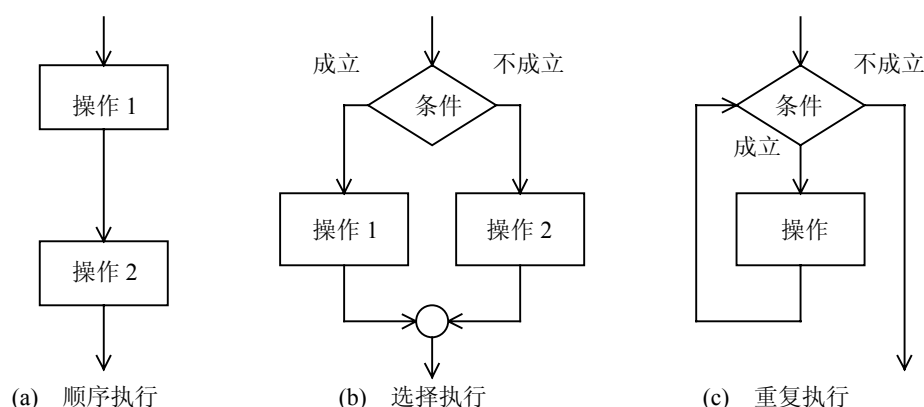 成立
不成立
不成立
操作 1
条件
条件
成立
操作 1
操作 2
操作
操作 2
(a) 顺序执行
(b) 选择执行
(c) 重复执行